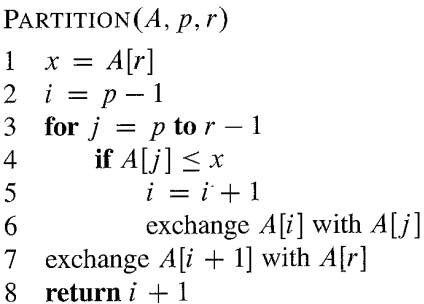 PARTITION(A, p, r)
1 x = A[r]
2 i = p − 1
3 for j = p to r − 1
4 if A[j] ≤ x
5 i = i + 1
6 exchange A[i] with A[j]
7 exchange A[i + 1] with A[r]
8 return i + 1